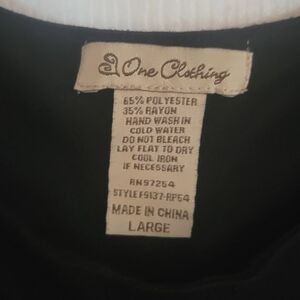 a One Clothing
65% POLYESTER
35% RAYON
HAND WASH IN
COLD WATER
DO NOT BLEACH
LAY FLAT TO DRY
COOL IRON
IF NECESSARY
RN97254
STYLE F9137-RP54
MADE IN CHINA
LARGE